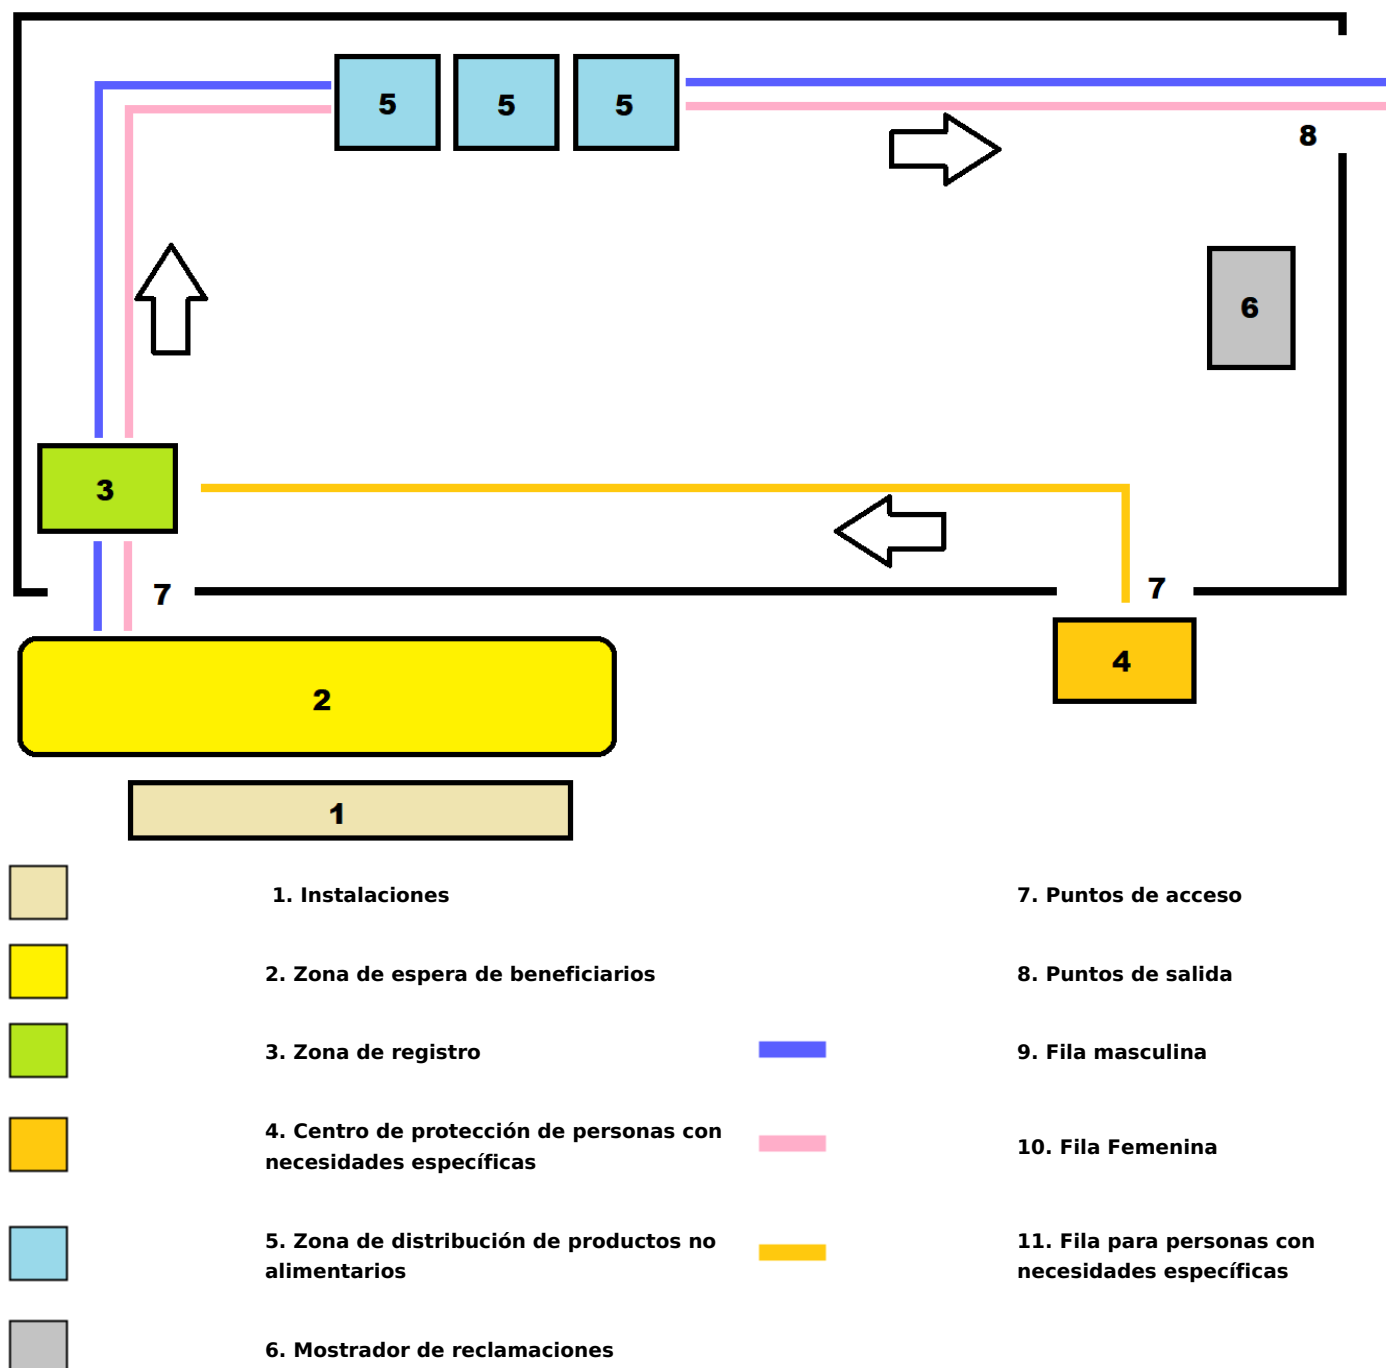 5 5 5
8
6
3
7 7
4
2
1
1. Instalaciones
2. Zona de espera de beneficiarios
3. Zona de registro
4. Centro de protección de personas con
necesidades específicas
5. Zona de distribución de productos no
alimentarios
6. Mostrador de reclamaciones
7. Puntos de acceso
8. Puntos de salida
9. Fila masculina
10. Fila Femenina
11. Fila para personas con
necesidades específicas